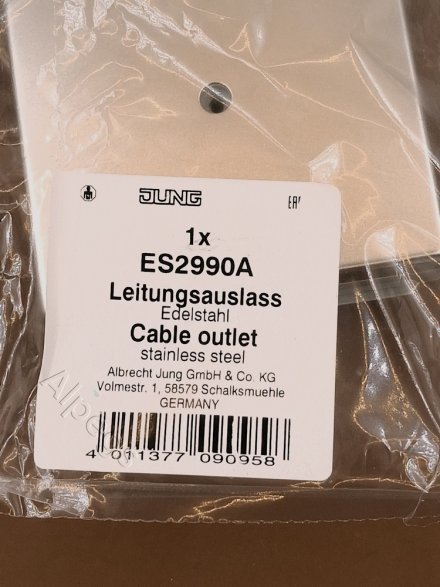 JUNG
EAC
1x
ES2990A
Leitungsauslass
Edelstahl
Cable outlet
stainless steel
Albrecht Jung GmbH & Co. KG
Volmestr. 1, 58579 Schalksmuehle
GERMANY
4 011377 090958